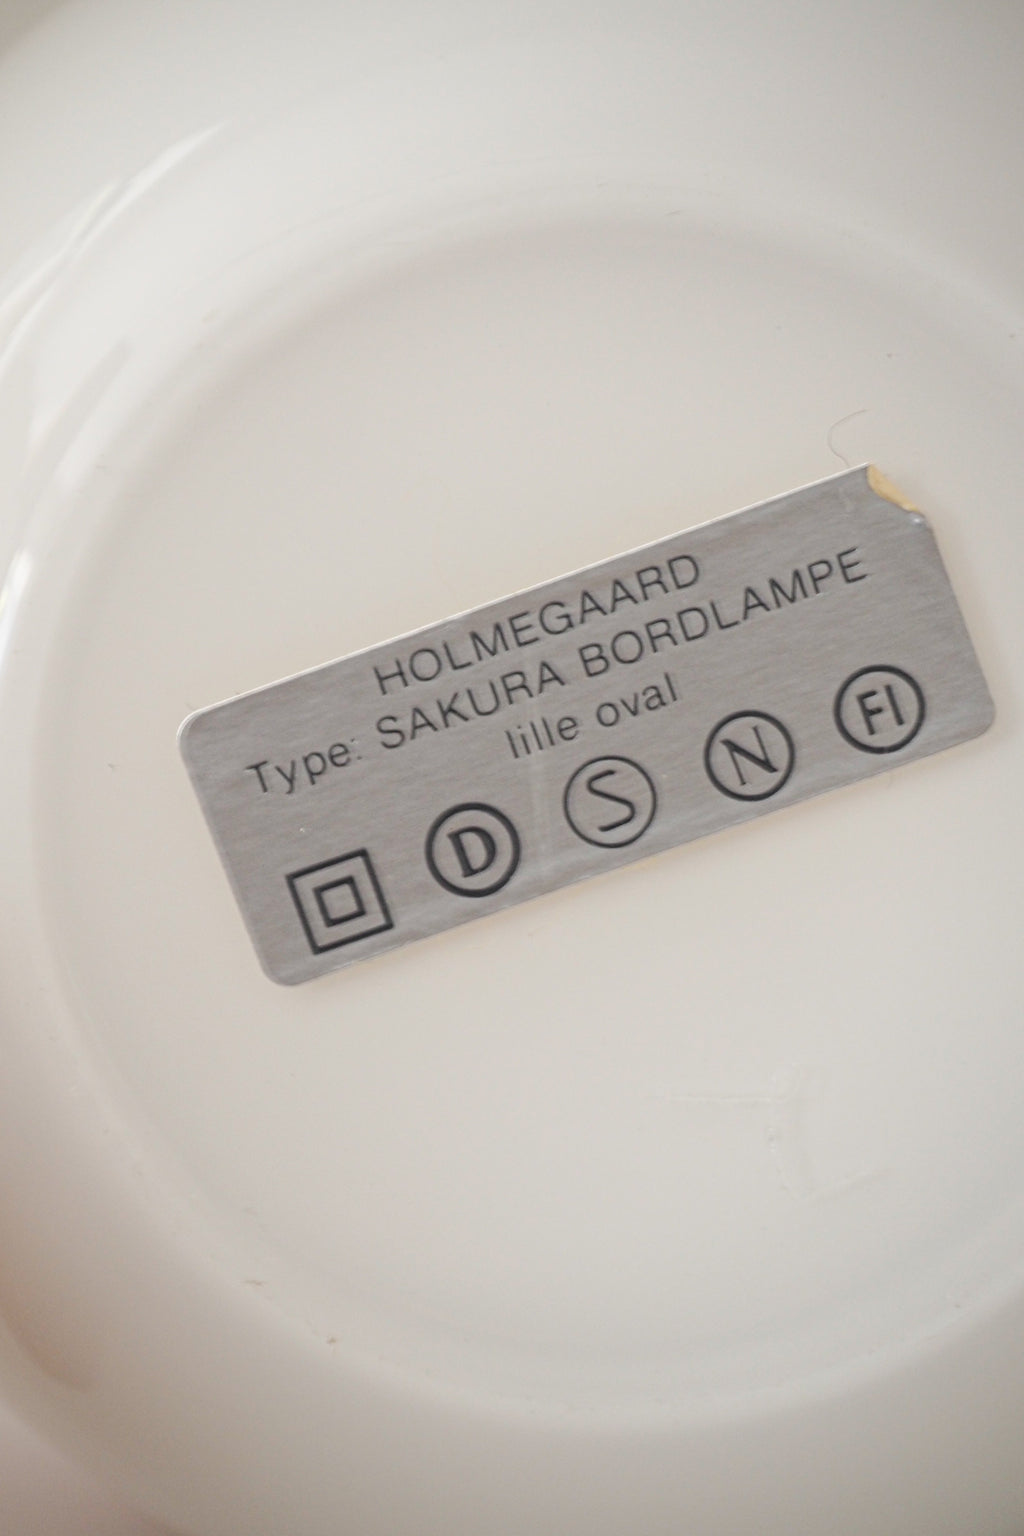 HOLMEGAARD
Type: SAKURA BORDLAMPE
lille oval
D S N FI